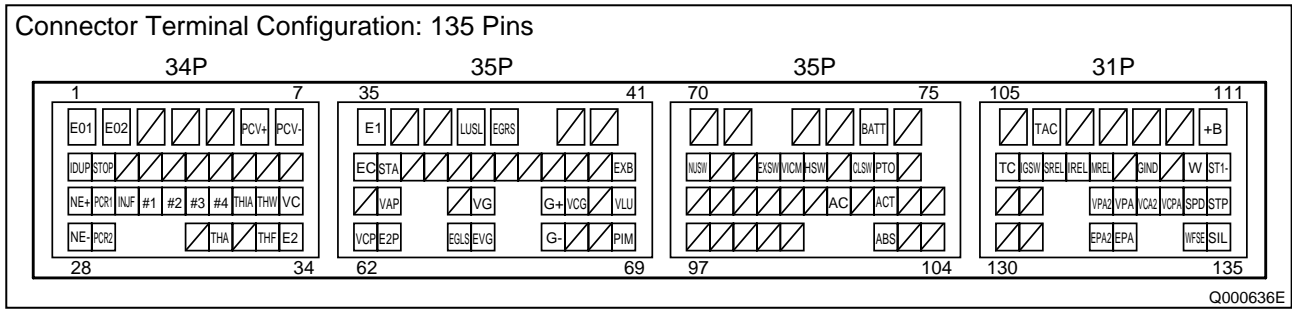 Connector Terminal Configuration: 135 Pins
34P 35P 35P 31P
1 7 35 41 70 75 105 111
E01 E02 PCV+ PCV- E1 LUSL EGRS BATT TAC +B
IDUP STOP EC STA EXB NUSW EXSW VICM HSW CLSW PTO TC IGSW SREL IREL MREL GIND W ST1-
NE+ PCR1 INJF #1 #2 #3 #4 THIA THW VC VAP VG G+ VCG VLU AC ACT VPA2 VPA VCA2 VCPA SPD STP
NE- PCR2 THA THF E2 VCP E2P EGLS EVG G- PIM ABS EPA2 EPA WFSE SIL
28 34 62 69 97 104 130 135
Q000636E